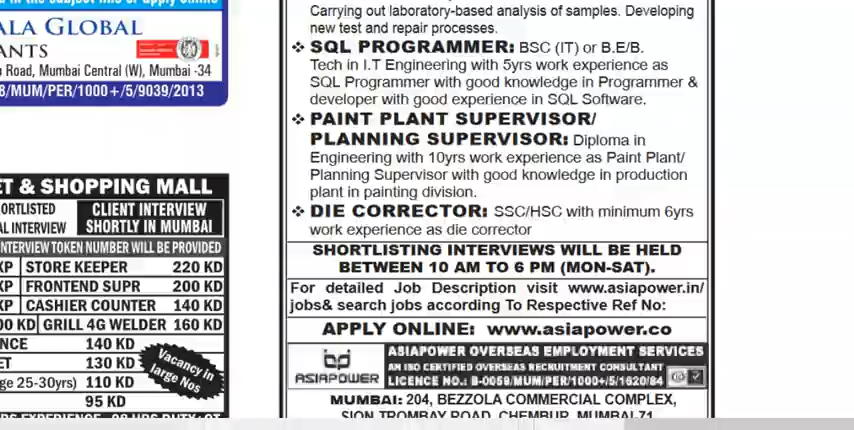 ALA GLOBAL
ANTS
Road, Mumbai Central (W), Mumbai -34
8/MUM/PER/1000+/5/9039/2013
ET & SHOPPING MALL
ORTLISTED
AL INTERVIEW
CLIENT INTERVIEW
SHORTLY IN MUMBAI
INTERVIEW TOKEN NUMBER WILL BE PROVIDED
XP STORE KEEPER 220 KD
XP FRONTEND SUPR 200 KD
XP CASHIER COUNTER 140 KD
00 KD GRILL 4G WELDER 160 KD
NCE 140 KD
ET 130 KD
ge 25-30yrs) 110 KD
95 KD
Vacancy in
large Nos
Carrying out laboratory-based analysis of samples. Developing
new test and repair processes.
❖ SQL PROGRAMMER: BSC (IT) or B.E/B.
Tech in I.T Engineering with 5yrs work experience as
SQL Programmer with good knowledge in Programmer &
developer with good experience in SQL Software.
❖ PAINT PLANT SUPERVISOR/
PLANNING SUPERVISOR: Diploma in
Engineering with 10yrs work experience as Paint Plant/
Planning Supervisor with good knowledge in production
plant in painting division.
❖ DIE CORRECTOR: SSC/HSC with minimum 6yrs
work experience as die corrector
SHORTLISTING INTERVIEWS WILL BE HELD
BETWEEN 10 AM TO 6 PM (MON-SAT).
For detailed Job Description visit www.asiapower.in/
jobs& search jobs according To Respective Ref No:
APPLY ONLINE: www.asiapower.co
ASIAPOWER
ASIAPOWER OVERSEAS EMPLOYMENT SERVICES
AN ISO CERTIFIED OVERSEAS RECRUITMENT CONSULTANT
LICENCE NO.: B-0059/MUM/PER/1000+/5/1620/84
MUMBAI: 204, BEZZOLA COMMERCIAL COMPLEX,
SION TROMBAY ROAD, CHEMBUR, MUMBAI-71